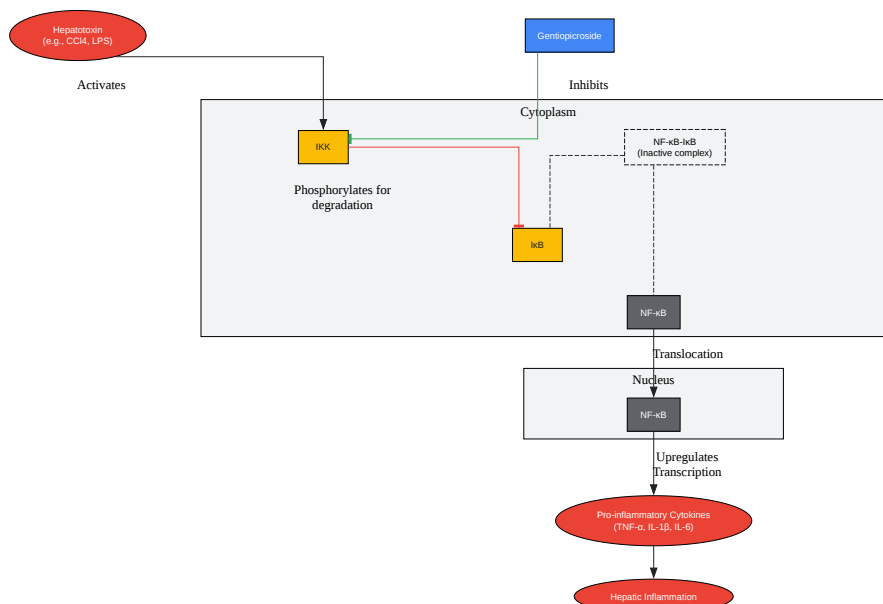 Hepatotoxin
(e.g., CCl4, LPS)
Gentiopicroside
Activates
Inhibits
Cytoplasm
IKK
NF-κB-IκB
(Inactive complex)
Phosphorylates for
degradation
IκB
NF-κB
Translocation
Nucleus
NF-κB
Upregulates
Transcription
Pro-inflammatory Cytokines
(TNF-α, IL-1β, IL-6)
Hepatic Inflammation